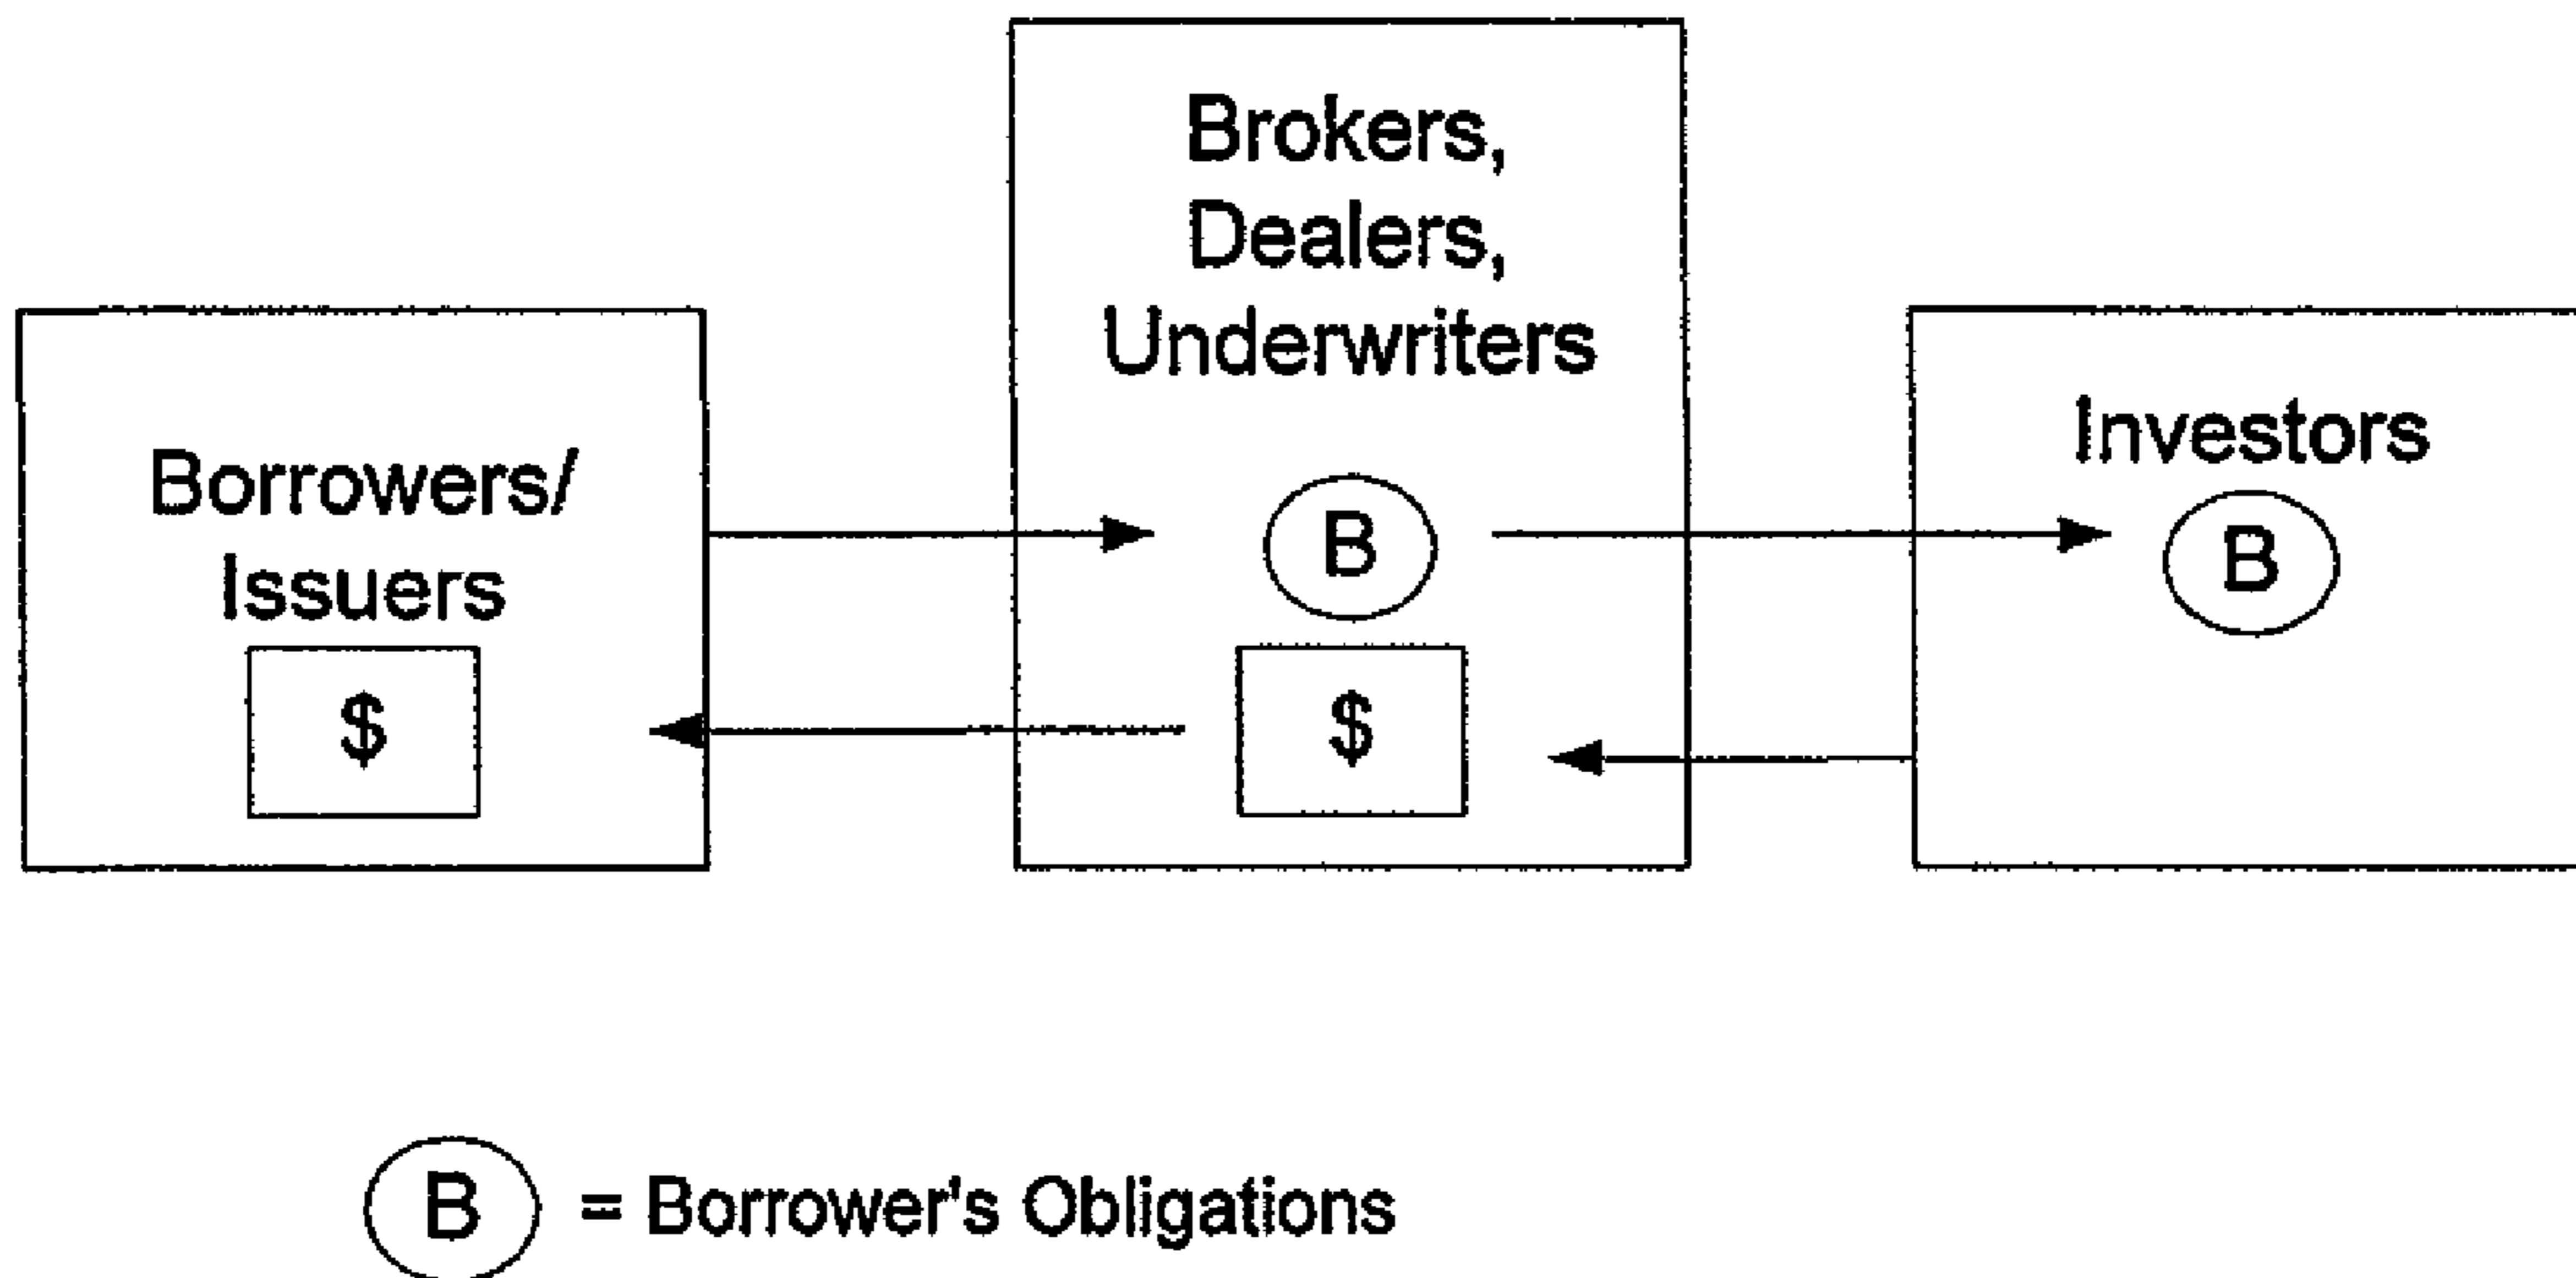 Borrowers/
Issuers
$
Brokers,
Dealers,
Underwriters
B
$
Investors
B
B = Borrower's Obligations